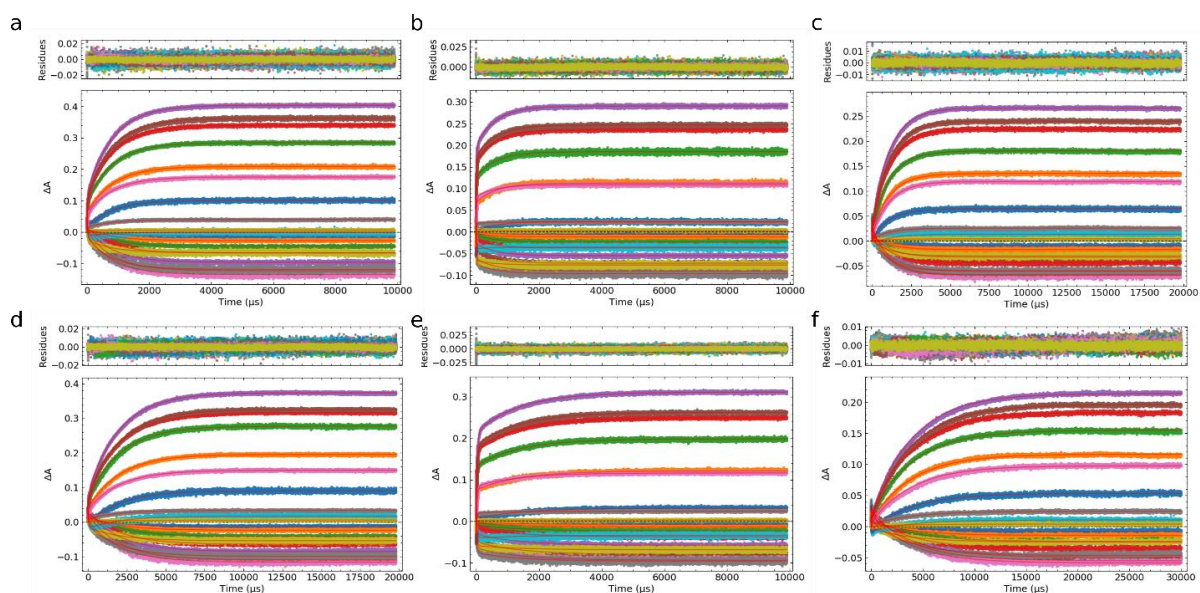 a
b
c
Residues
0.02
0.00
−0.02
Residues
0.025
0.000
Residues
0.01
0.00
−0.01
ΔA
0.4
0.3
0.2
0.1
0.0
−0.1
ΔA
0.30
0.25
0.20
0.15
0.10
0.05
0.00
−0.05
−0.10
ΔA
0.25
0.20
0.15
0.10
0.05
0.00
−0.05
0 2000 4000 6000 8000 10000
0 2000 4000 6000 8000 10000
0 2500 5000 7500 10000 12500 15000 17500 20000
Time (μs)
Time (μs)
Time (μs)
d
e
f
Residues
0.02
0.00
−0.02
Residues
0.025
0.000
−0.025
Residues
0.01
0.00
−0.01
ΔA
0.4
0.3
0.2
0.1
0.0
−0.1
ΔA
0.3
0.2
0.1
0.0
−0.1
ΔA
0.20
0.15
0.10
0.05
0.00
−0.05
0 2500 5000 7500 10000 12500 15000 17500 20000
0 2000 4000 6000 8000 10000
0 5000 10000 15000 20000 25000 30000
Time (μs)
Time (μs)
Time (μs)